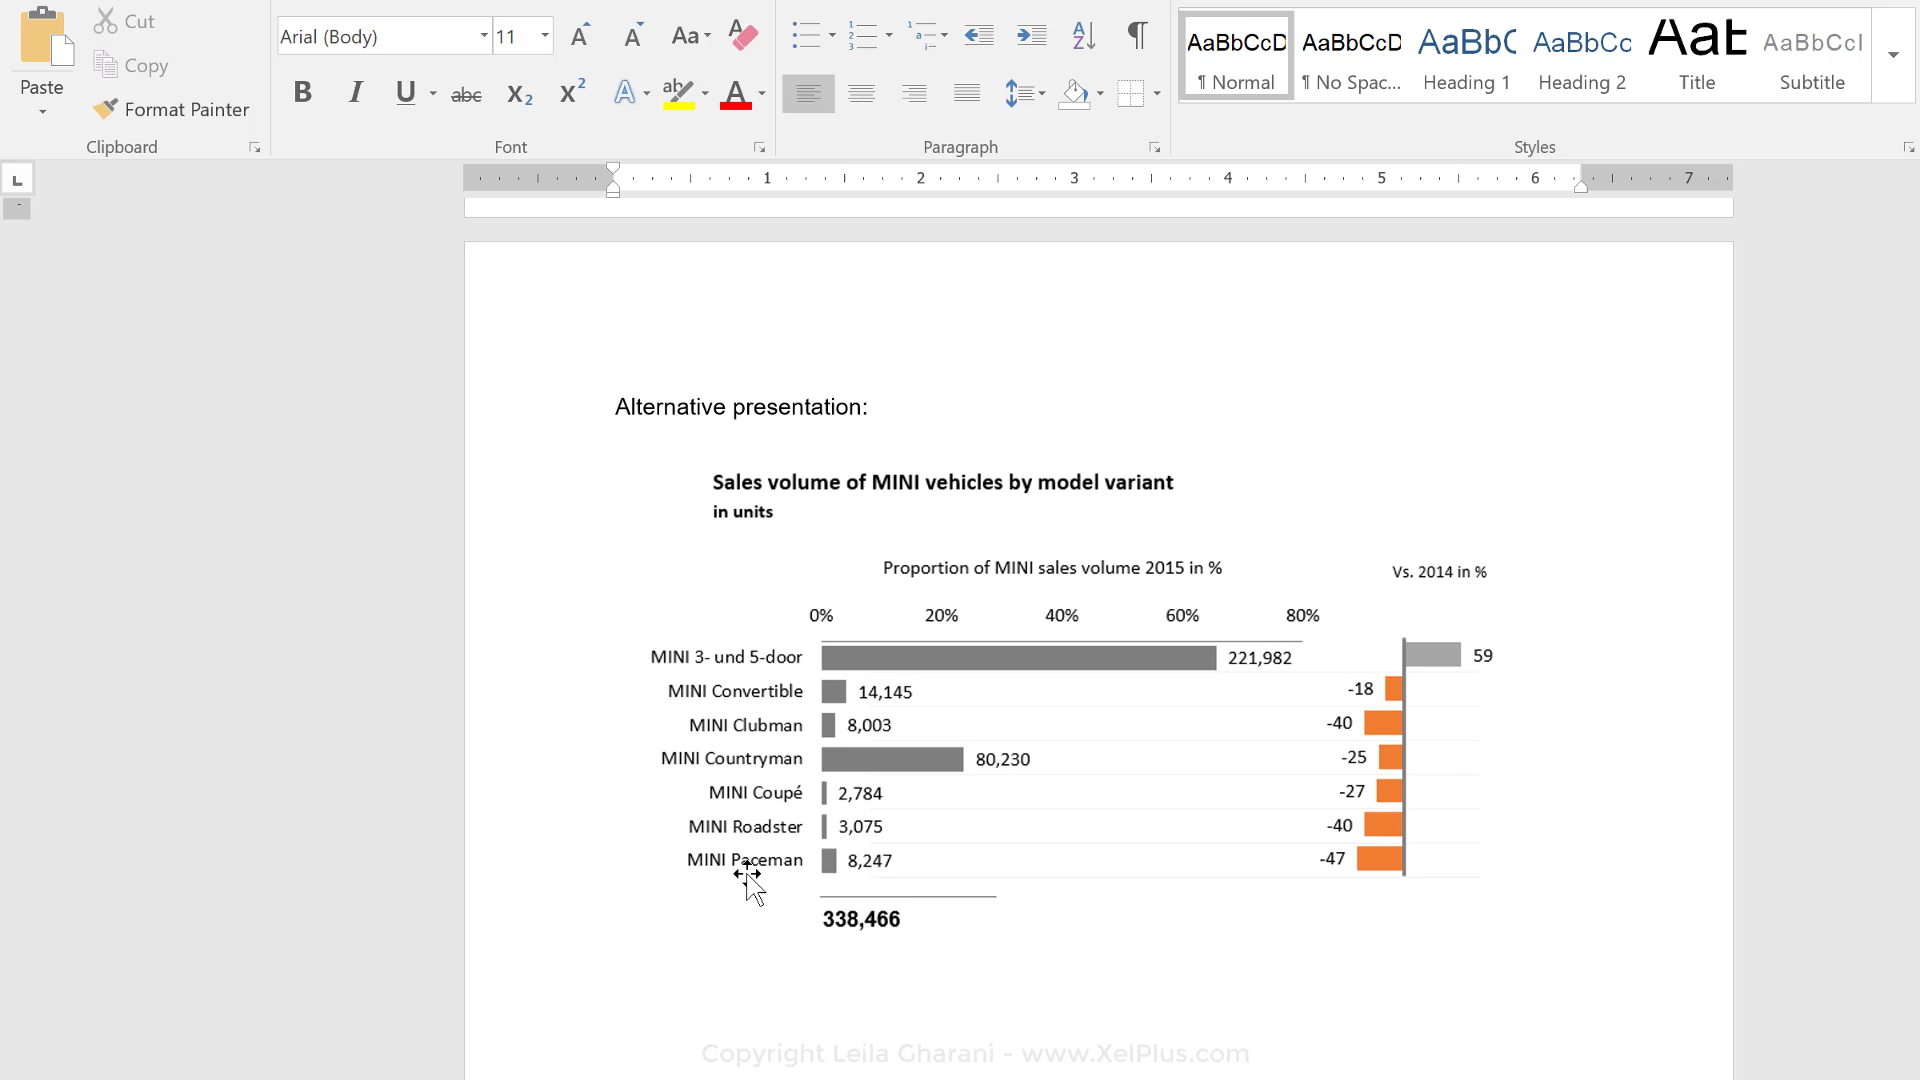 Cut
Copy
Paste
Format Painter
Clipboard
Arial (Body)
11
Aa
B I U abc X2 X2 A ab A
Font
Paragraph
AaBbCcD AaBbCcD AaBbC AaBbCc AaB AaBbCcI
¶ Normal ¶ No Spac... Heading 1 Heading 2 Title Subtitle
Styles
1 2 3 4 5 6 7
Alternative presentation:
Sales volume of MINI vehicles by model variant
in units
Proportion of MINI sales volume 2015 in %
Vs. 2014 in %
0% 20% 40% 60% 80%
MINI 3- und 5-door 221,982 59
MINI Convertible 14,145 -18
MINI Clubman 8,003 -40
MINI Countryman 80,230 -25
MINI Coupé 2,784 -27
MINI Roadster 3,075 -40
MINI Paceman 8,247 -47
338,466
Copyright Leila Gharani - www.XelPlus.com